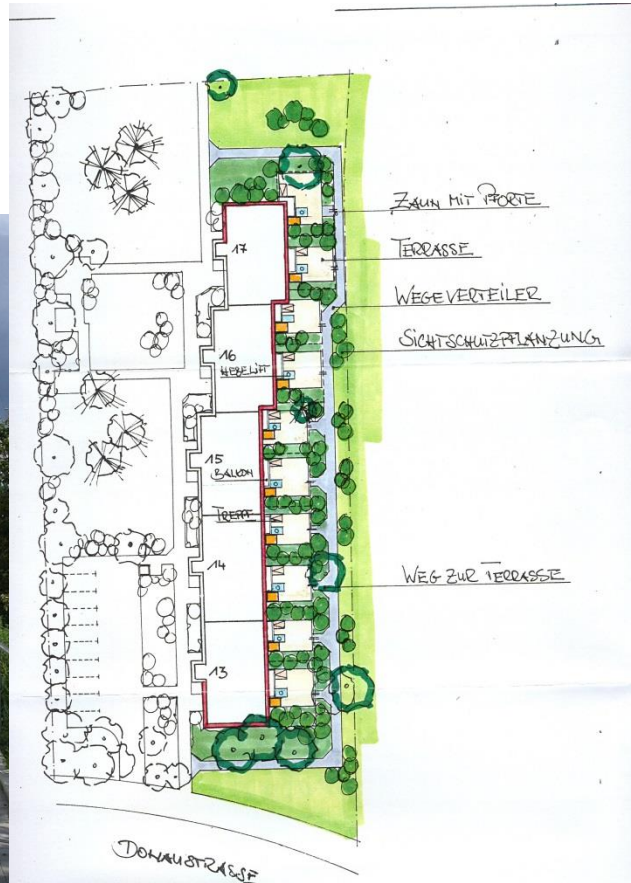 ZAUN MIT PFORTE
17
TERRASSE
WEGEVERTEILER
SICHTSCHUTZPFLANZUNG
16
HEBELIFT
15
BALKON
TREPPE
14
WEG ZUR TERRASSE
13
DONAUSTRASSE